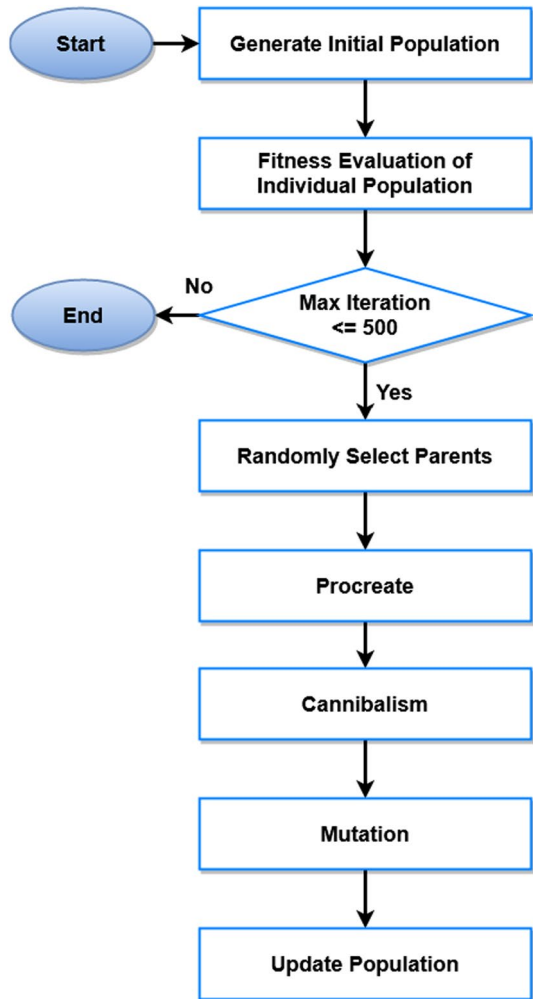 Start
Generate Initial Population
Fitness Evaluation of
Individual Population
No
End
Max Iteration
<= 500
Yes
Randomly Select Parents
Procreate
Cannibalism
Mutation
Update Population